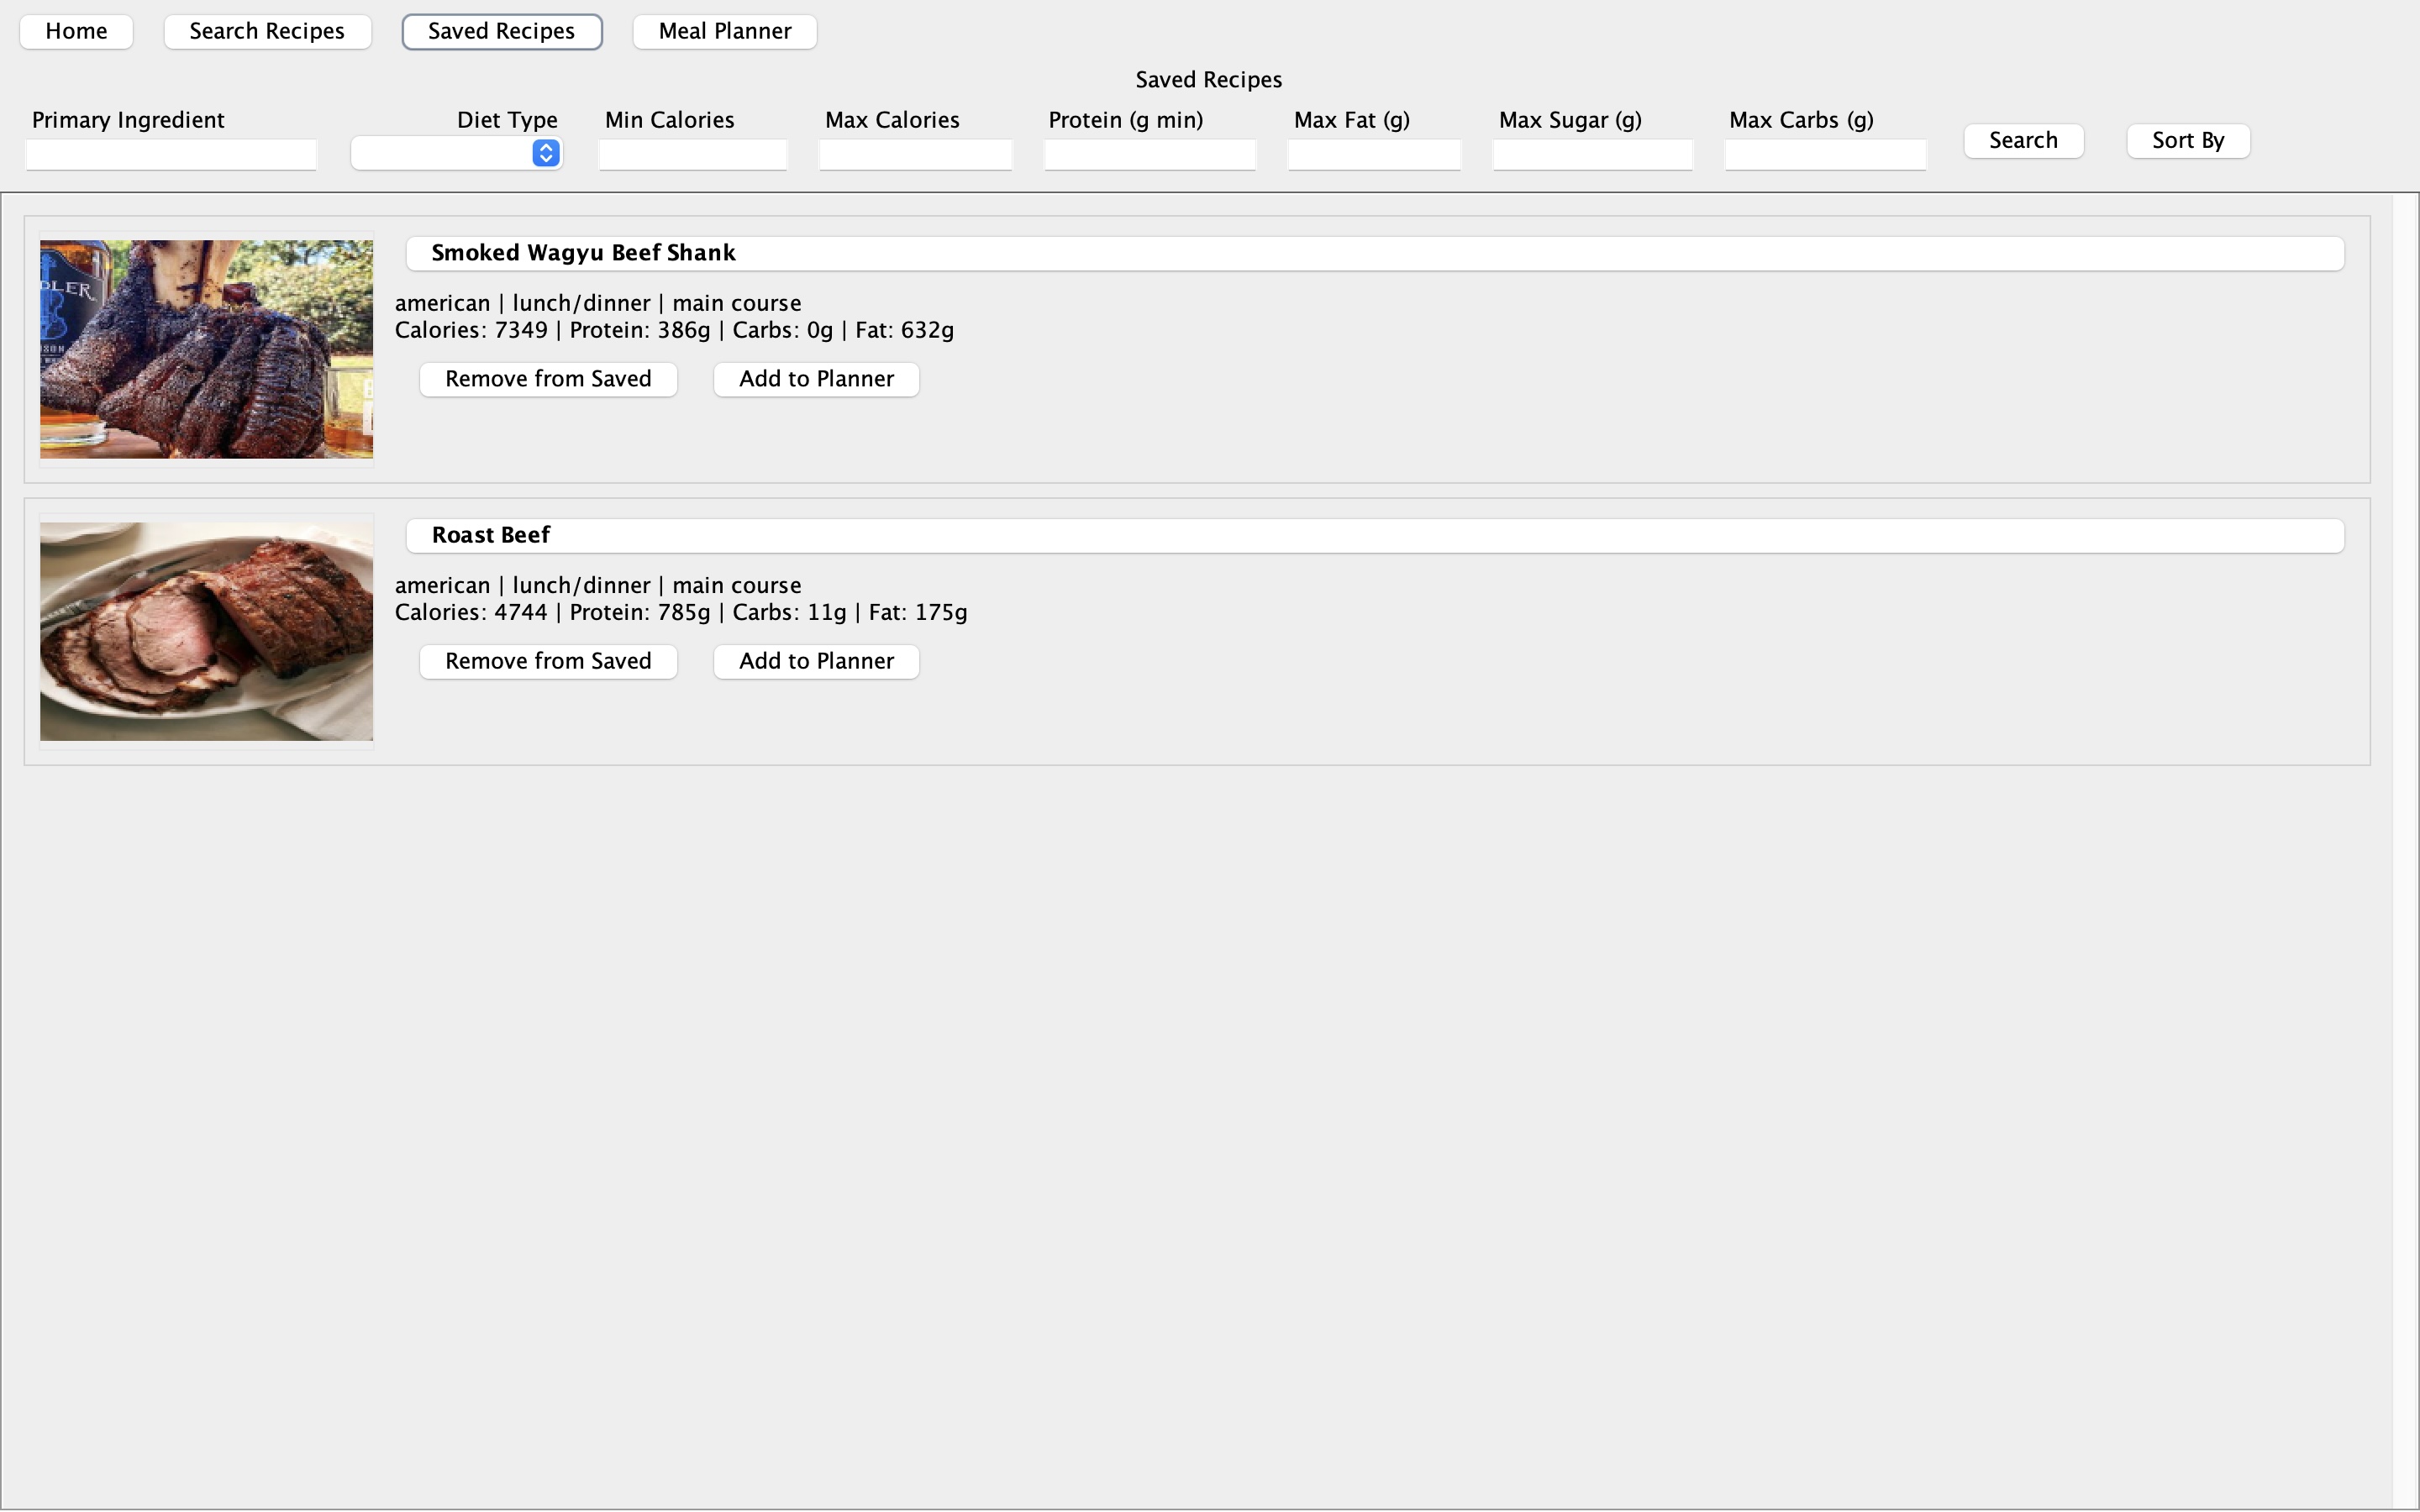 Home Search Recipes Saved Recipes Meal Planner
Saved Recipes
Primary Ingredient Diet Type Min Calories Max Calories Protein (g min) Max Fat (g) Max Sugar (g) Max Carbs (g) Search Sort By
Smoked Wagyu Beef Shank
american | lunch/dinner | main course
Calories: 7349 | Protein: 386g | Carbs: 0g | Fat: 632g
Remove from Saved Add to Planner
Roast Beef
american | lunch/dinner | main course
Calories: 4744 | Protein: 785g | Carbs: 11g | Fat: 175g
Remove from Saved Add to Planner